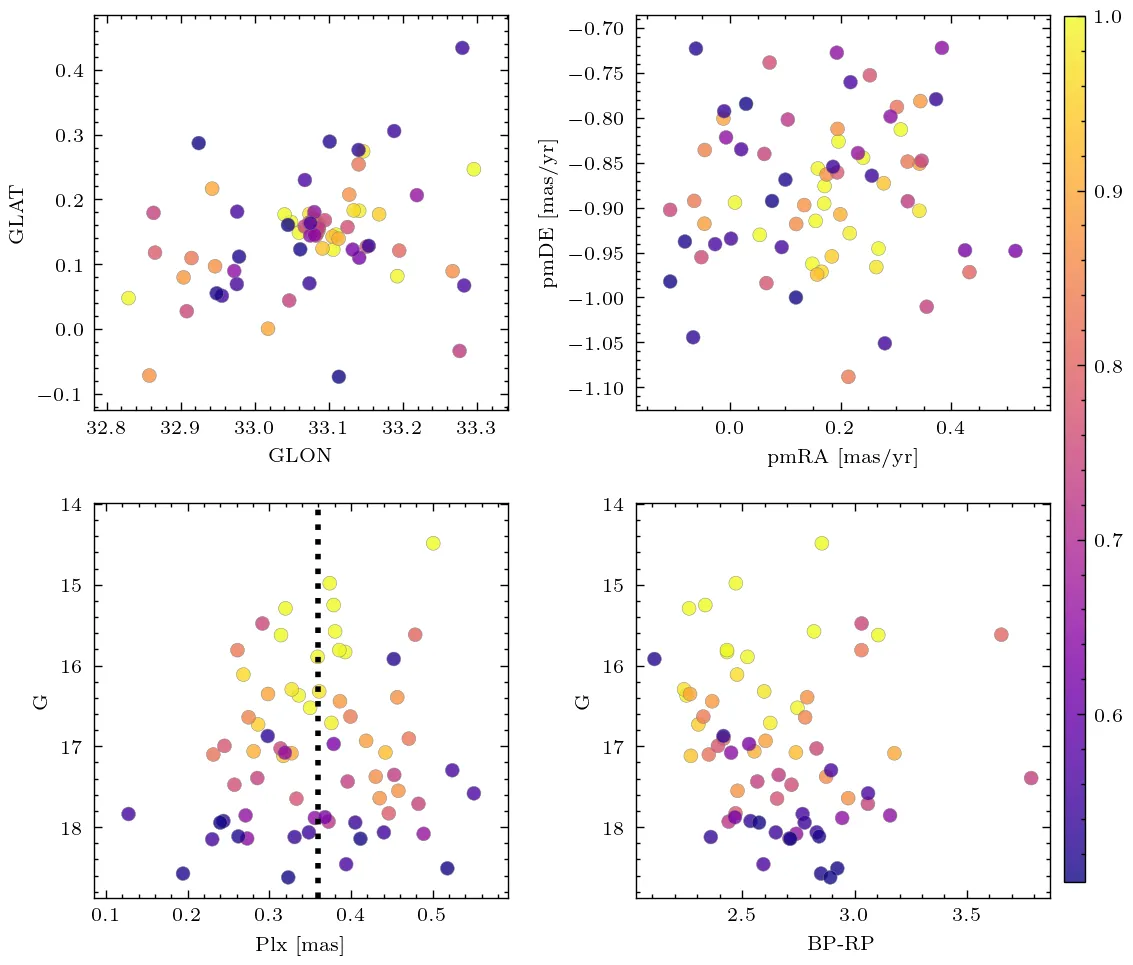 GLAT
0.4
0.3
0.2
0.1
0.0
−0.1
32.8 32.9 33.0 33.1 33.2 33.3
GLON
pmDE [mas/yr]
−0.70
−0.75
−0.80
−0.85
−0.90
−0.95
−1.00
−1.05
−1.10
0.0 0.2 0.4
pmRA [mas/yr]
1.0
0.9
0.8
0.7
0.6
G
14
15
16
17
18
0.1 0.2 0.3 0.4 0.5
Plx [mas]
G
14
15
16
17
18
2.5 3.0 3.5
BP-RP